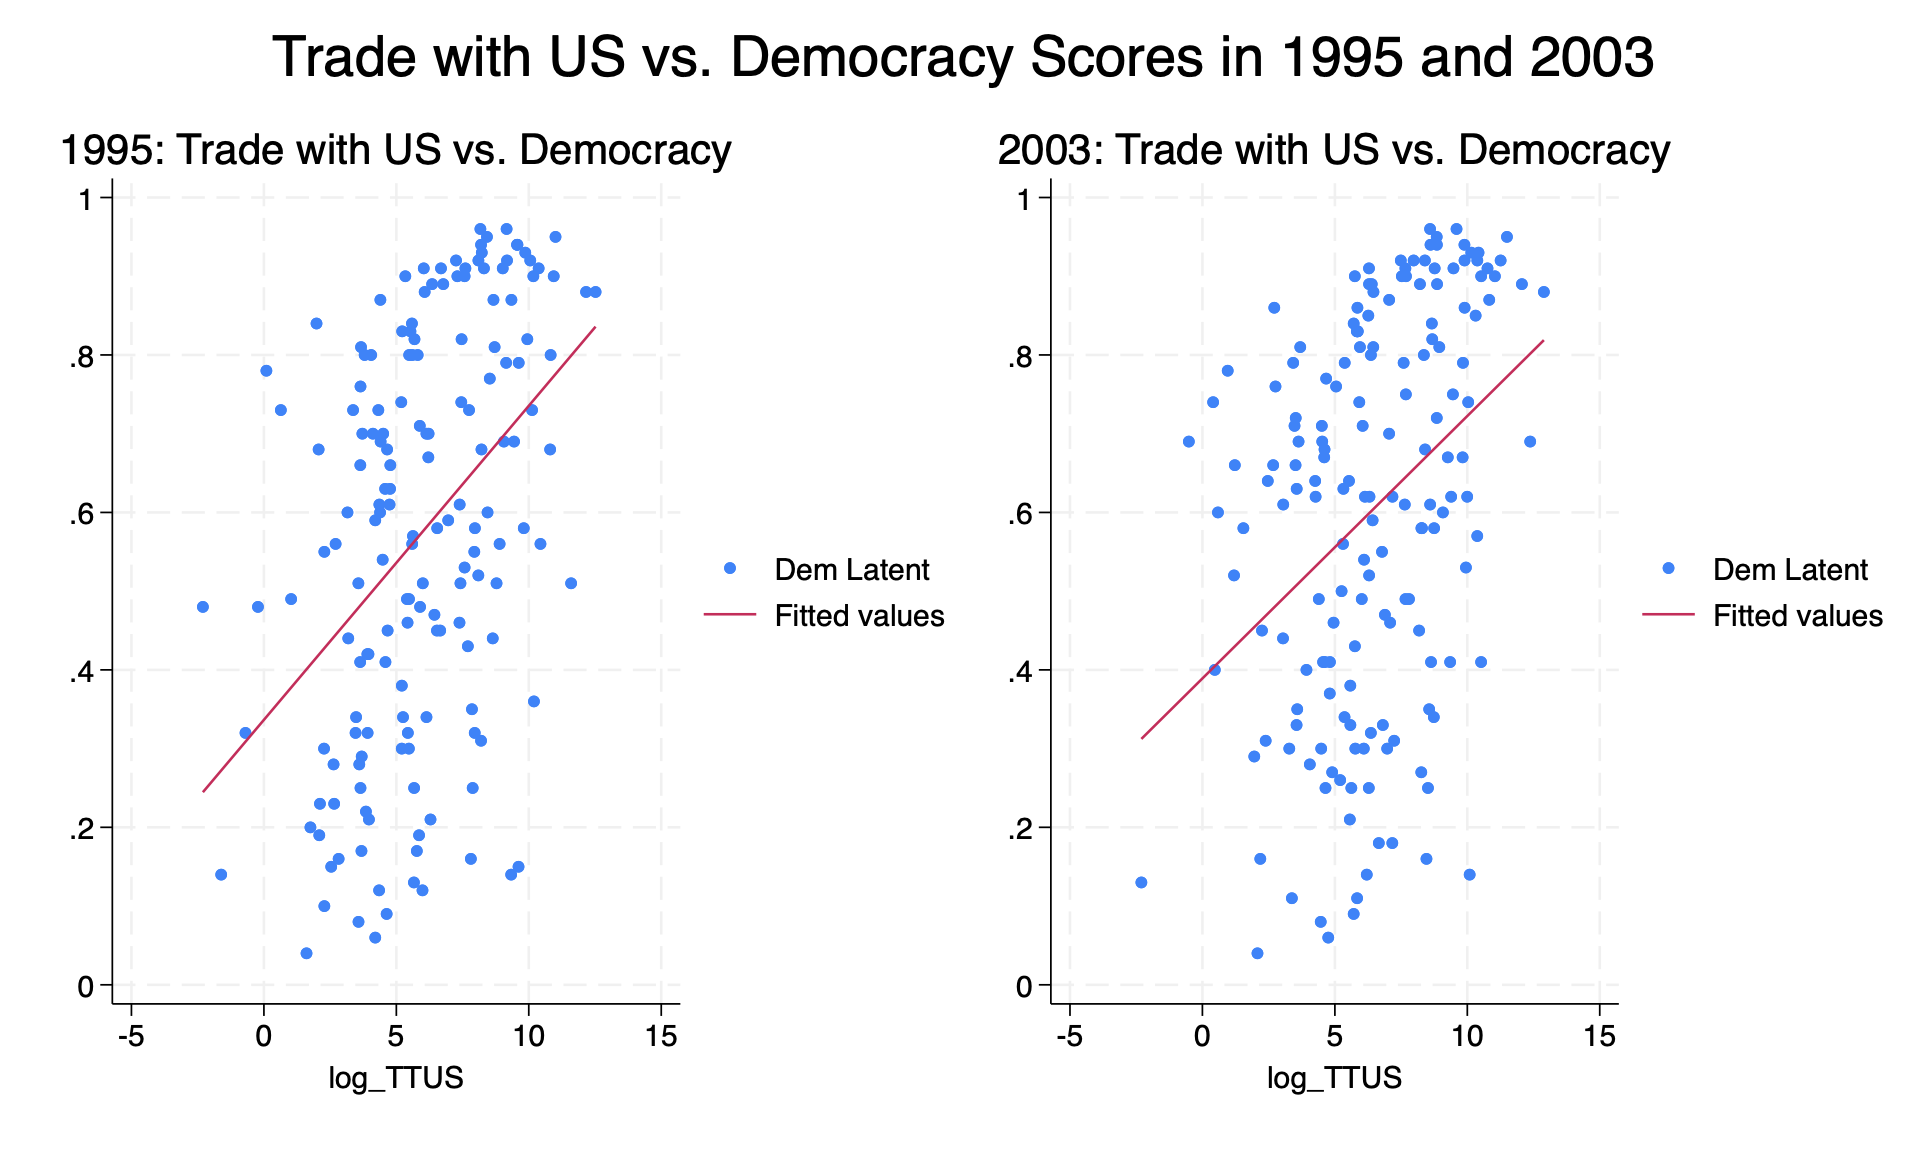 Trade with US vs. Democracy Scores in 1995 and 2003
1995: Trade with US vs. Democracy
1
.8
.6
.4
.2
0
-5 0 5 10 15
log_TTUS
Dem Latent
Fitted values
2003: Trade with US vs. Democracy
1
.8
.6
.4
.2
0
-5 0 5 10 15
log_TTUS
Dem Latent
Fitted values